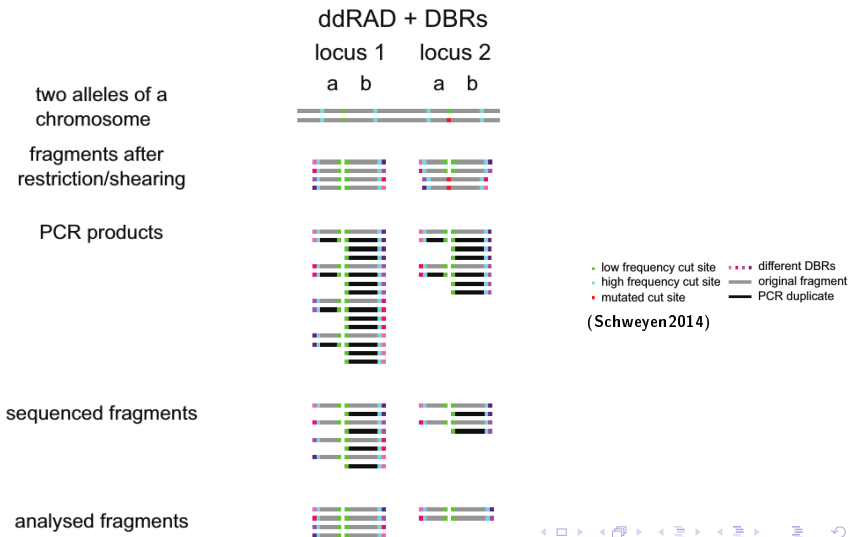 ddRAD + DBRs
locus 1 locus 2
a b a b
two alleles of a
chromosome
fragments after
restriction/shearing
PCR products
low frequency cut site
high frequency cut site
mutated cut site
different DBRs
original fragment
PCR duplicate
(Schweyen2014)
sequenced fragments
analysed fragments